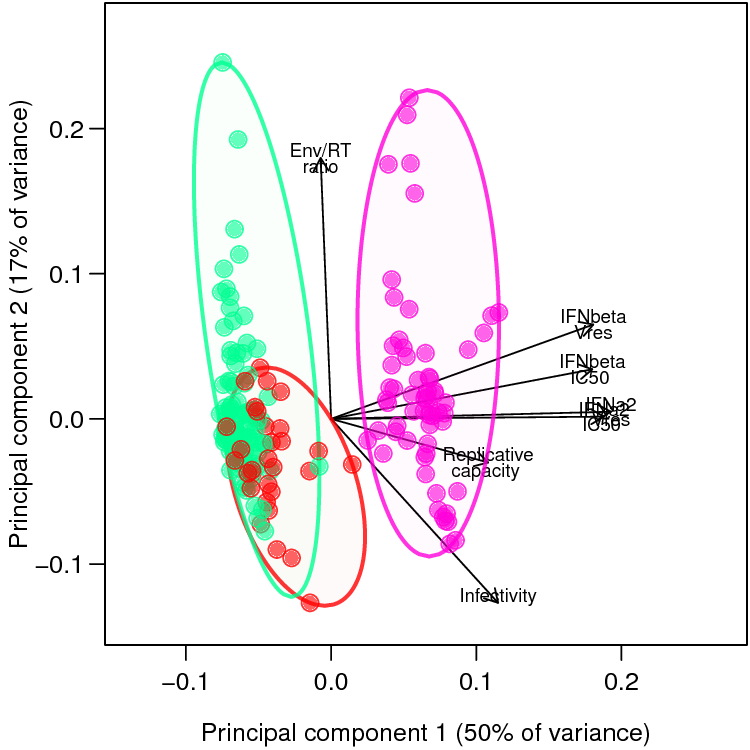 Principal component 2 (17% of variance)
0.2
0.1
0.0
−0.1
Env/RT
ratio
IFNbeta
Vres
IFNbeta
IC50
IFNa2
IFNa2
Vres
IC50
Replicative
capacity
Infectivity
−0.1
0.0
0.1
0.2
Principal component 1 (50% of variance)